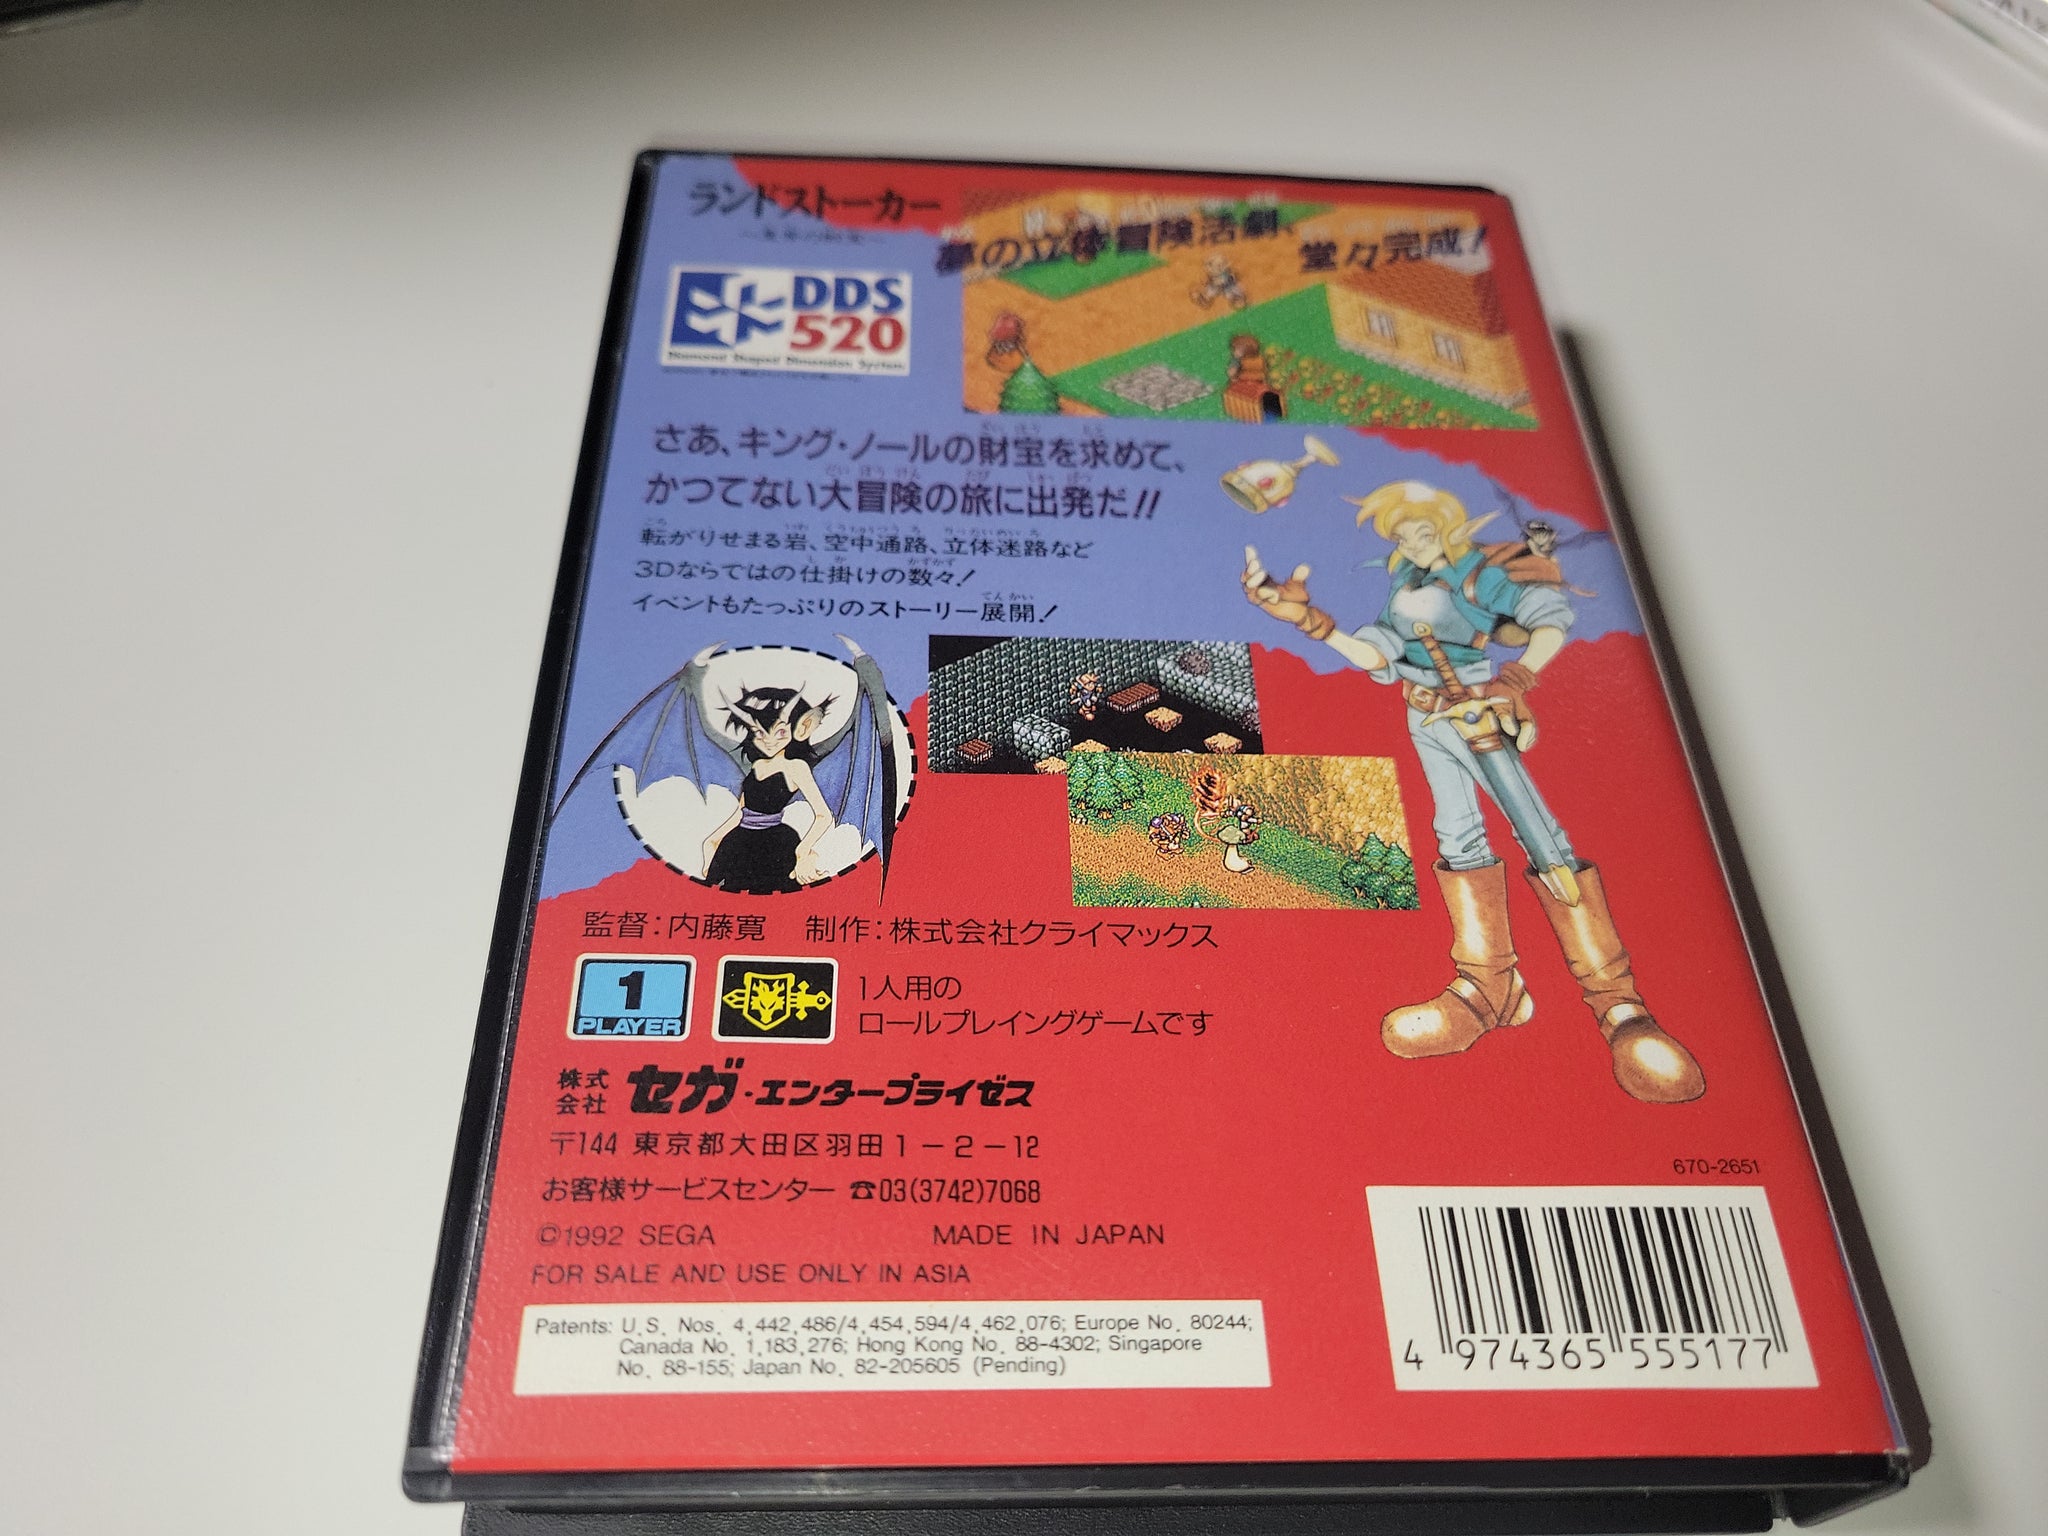 ランドストーカー
夢の立体冒険活劇、堂々完成!
DDS
520
Diamond Shaped Dimension System
さあ、キング・ノールの財宝を求めて、
かつてない大冒険の旅に出発だ!!
転がりせまる岩、空中通路、立体迷路など
3Dならではの仕掛けの数々!
イベントもたっぷりのストーリー展開!
監督:内藤寛 制作:株式会社クライマックス
1
PLAYER
1人用の
ロールプレイングゲームです
株式会社 セガ・エンタープライゼス
〒144 東京都大田区羽田1-2-12
お客様サービスセンター ☎03(3742)7068
©1992 SEGA MADE IN JAPAN
FOR SALE AND USE ONLY IN ASIA
Patents: U.S. Nos. 4,442,486/4,454,594/4,462,076; Europe No. 80244;
Canada No. 1,183,276; Hong Kong No. 88-4302; Singapore
No. 88-155; Japan No. 82-205605 (Pending)
670-2651
4 974365 555177